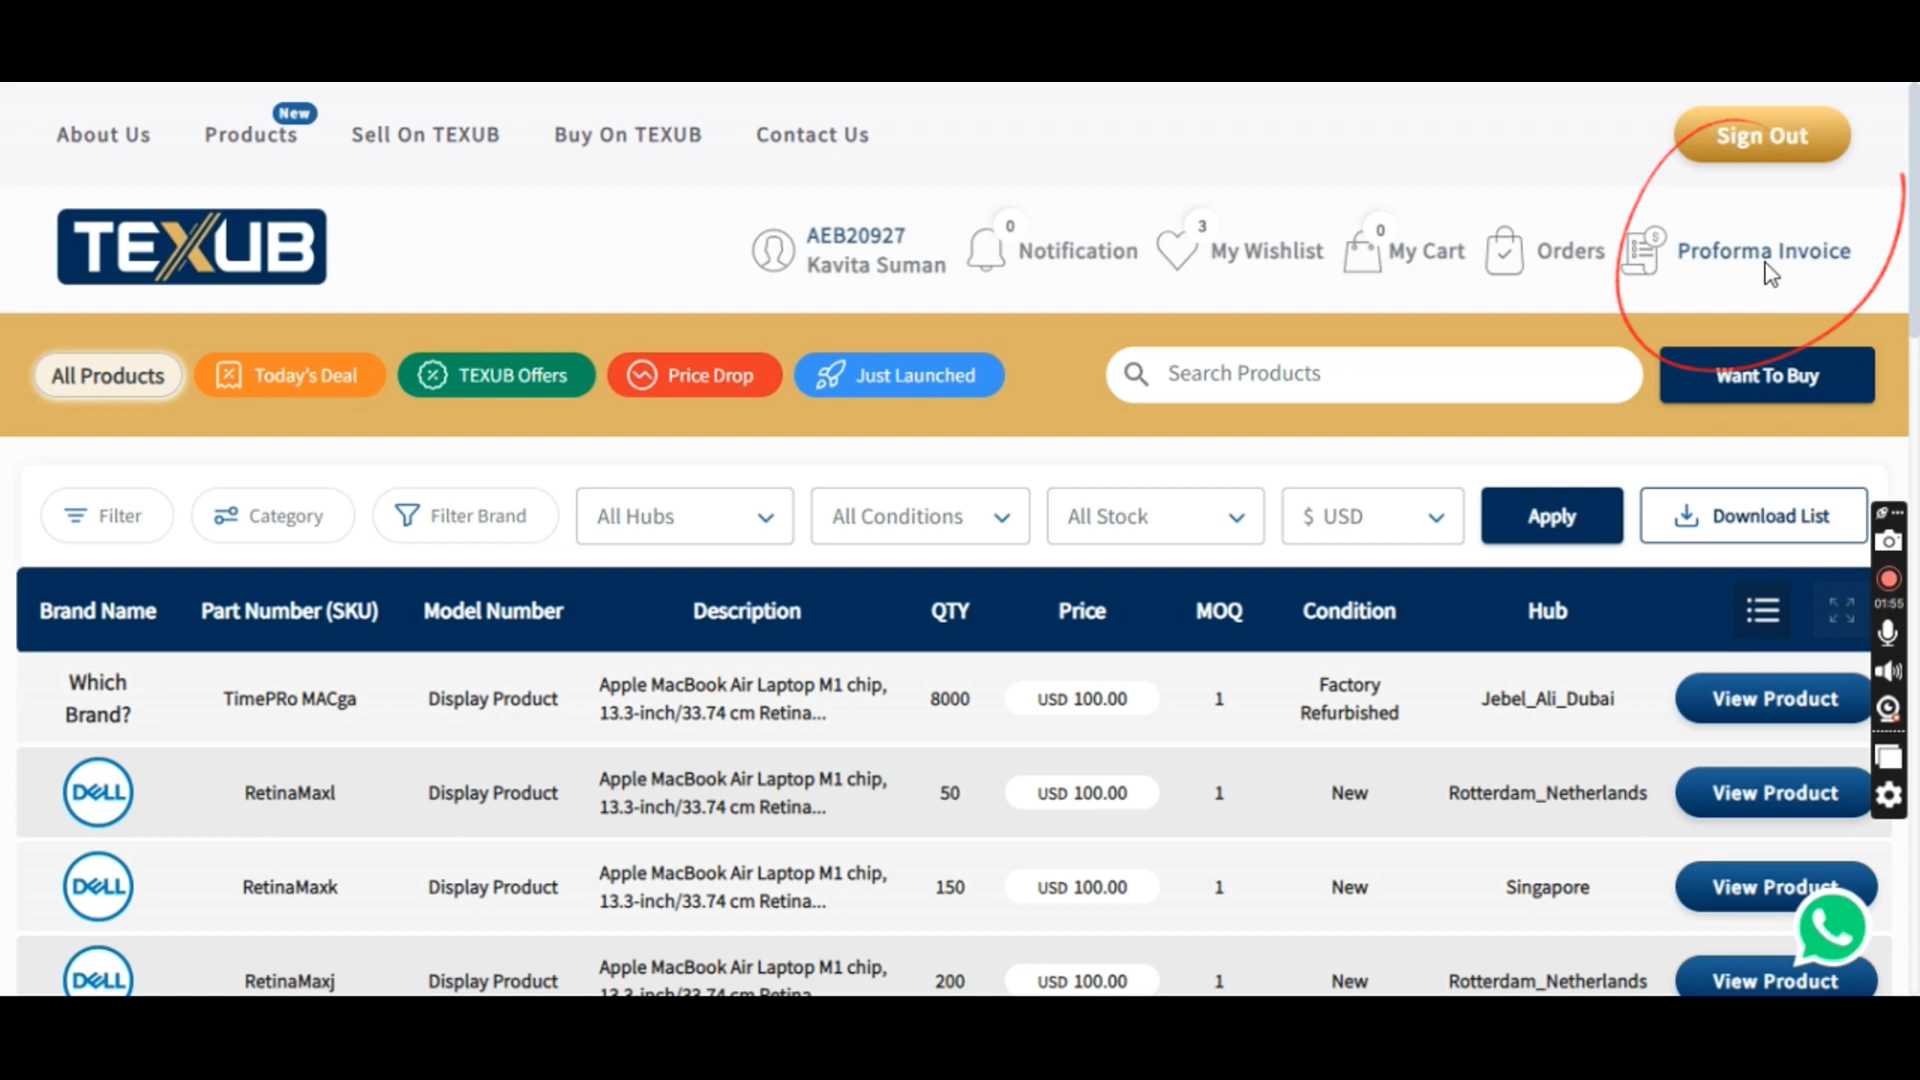 New
About Us Products Sell On TEXUB Buy On TEXUB Contact Us Sign Out
TEXUB
AEB20927
Kavita Suman
0 Notification 3 My Wishlist 0 My Cart Orders $ Proforma Invoice
All Products Today's Deal TEXUB Offers Price Drop Just Launched Search Products Want To Buy
Filter Category Filter Brand All Hubs All Conditions All Stock $ USD Apply Download List
Brand Name Part Number (SKU) Model Number Description QTY Price MOQ Condition Hub
01:55
Which
Brand?
TimePRo MACga Display Product
Apple MacBook Air Laptop M1 chip,
13.3-inch/33.74 cm Retina...
8000 USD 100.00 1
Factory
Refurbished
Jebel_Ali_Dubai View Product
DELL RetinaMaxl Display Product
Apple MacBook Air Laptop M1 chip,
13.3-inch/33.74 cm Retina...
50 USD 100.00 1 New Rotterdam_Netherlands View Product
DELL RetinaMaxk Display Product
Apple MacBook Air Laptop M1 chip,
13.3-inch/33.74 cm Retina...
150 USD 100.00 1 New Singapore View Product
DELL RetinaMaxj Display Product
Apple MacBook Air Laptop M1 chip,
13.3-inch/33.74 cm Retina...
200 USD 100.00 1 New Rotterdam_Netherlands View Product